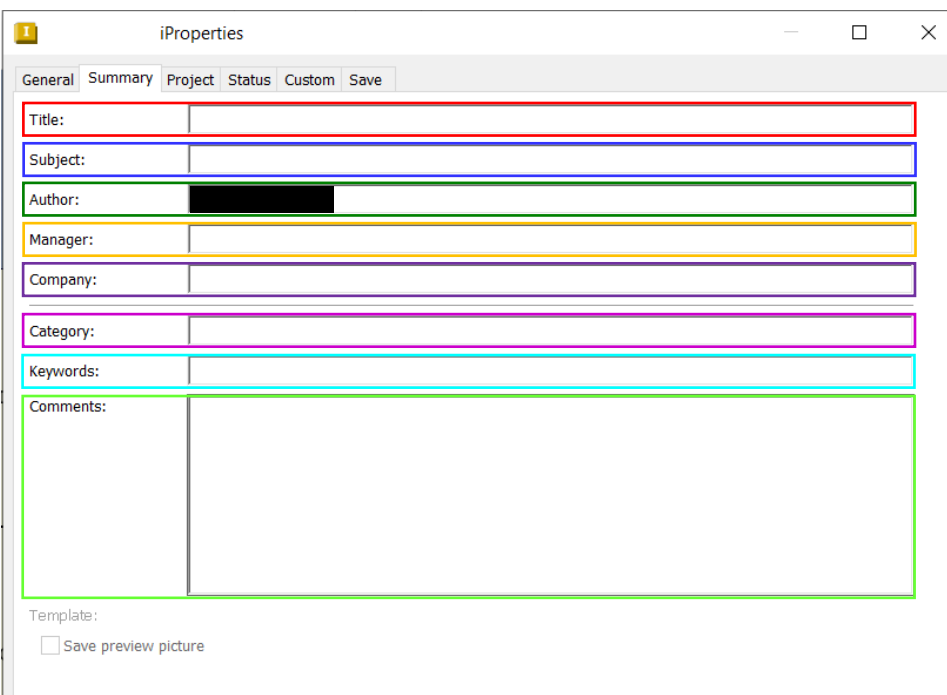 iProperties
General Summary Project Status Custom Save
Title:
Subject:
Author:
Manager:
Company:
Category:
Keywords:
Comments:
Template:
Save preview picture